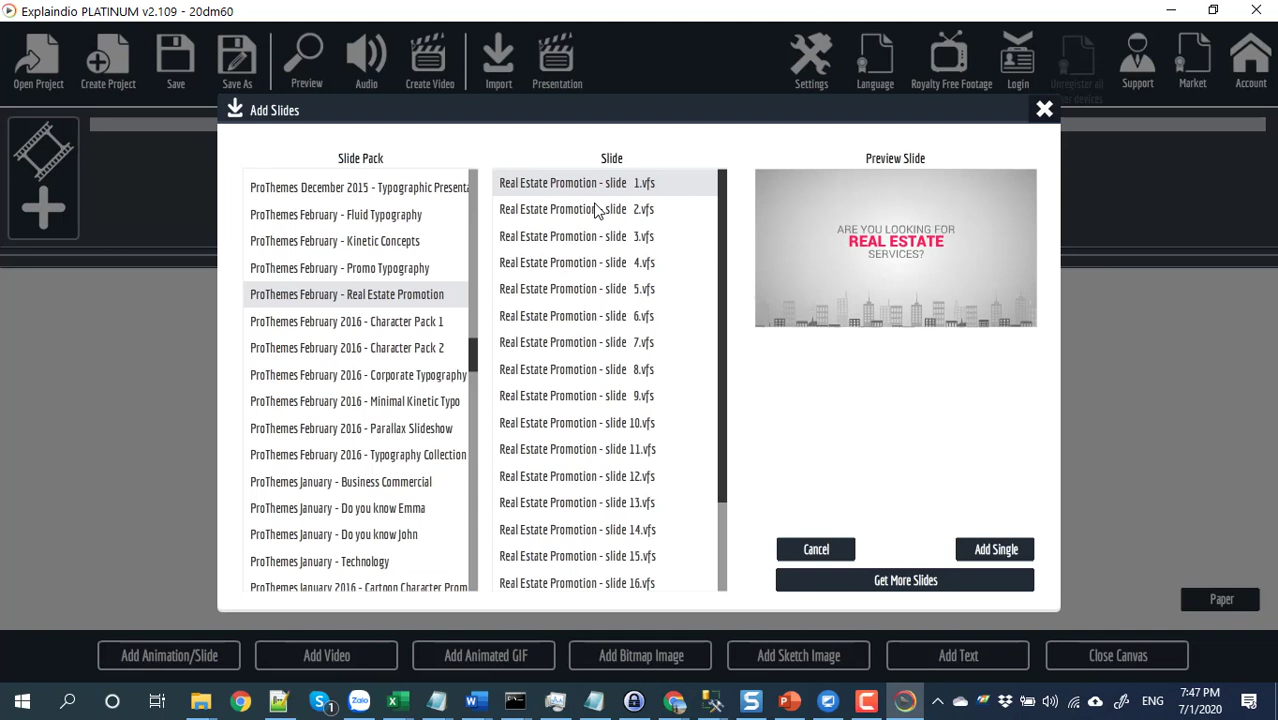 Explaindio PLATINUM v2.109 - 20dm60
Open Project
Create Project
Save
Save As
Preview
Audio
Create Video
Import
Presentation
Settings
Language
Royalty Free Footage
Login
Unregister all
devices
Support
Market
Account
Add Slides
Slide Pack
ProThemes December 2015 - Typographic Presenta
ProThemes February - Fluid Typography
ProThemes February - Kinetic Concepts
ProThemes February - Promo Typography
ProThemes February - Real Estate Promotion
ProThemes February 2016 - Character Pack 1
ProThemes February 2016 - Character Pack 2
ProThemes February 2016 - Corporate Typography
ProThemes February 2016 - Minimal Kinetic Typo
ProThemes February 2016 - Parallax Slideshow
ProThemes February 2016 - Typography Collection
ProThemes January - Business Commercial
ProThemes January - Do you know Emma
ProThemes January - Do you know John
ProThemes January - Technology
ProThemes January 2016 - Cartoon Character Prom
Slide
Real Estate Promotion - slide 1.vfs
Real Estate Promotion - slide 2.vfs
Real Estate Promotion - slide 3.vfs
Real Estate Promotion - slide 4.vfs
Real Estate Promotion - slide 5.vfs
Real Estate Promotion - slide 6.vfs
Real Estate Promotion - slide 7.vfs
Real Estate Promotion - slide 8.vfs
Real Estate Promotion - slide 9.vfs
Real Estate Promotion - slide 10.vfs
Real Estate Promotion - slide 11.vfs
Real Estate Promotion - slide 12.vfs
Real Estate Promotion - slide 13.vfs
Real Estate Promotion - slide 14.vfs
Real Estate Promotion - slide 15.vfs
Real Estate Promotion - slide 16.vfs
Preview Slide
ARE YOU LOOKING FOR
REAL ESTATE
SERVICES?
Cancel
Add Single
Get More Slides
Paper
Add Animation/Slide
Add Video
Add Animated GIF
Add Bitmap Image
Add Sketch Image
Add Text
Close Canvas
1
Zalo
ENG
7:47 PM
7/1/2020